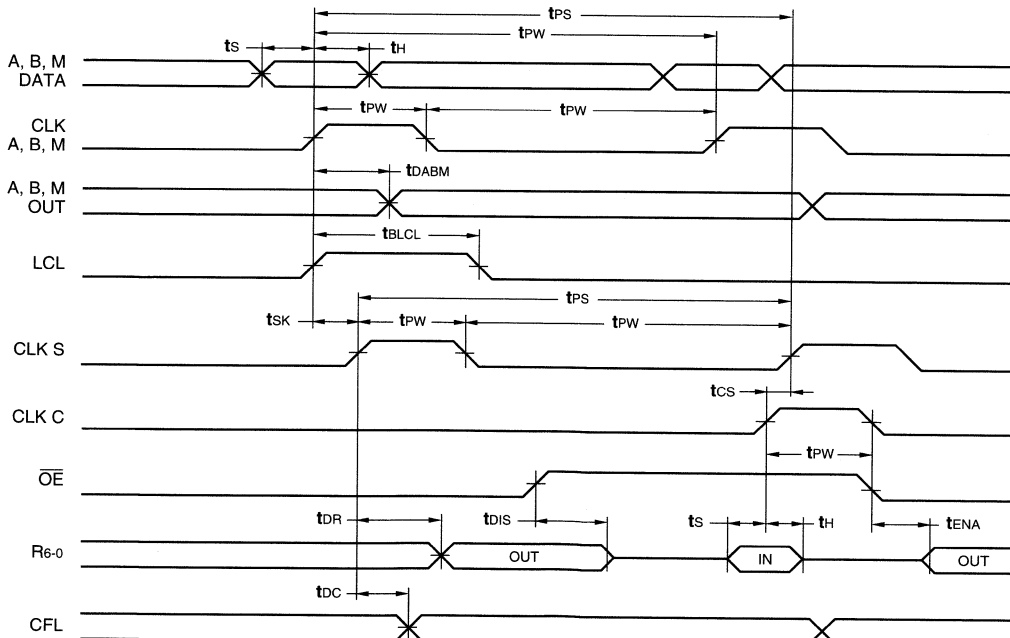 tPS
tPW
tS tH
A, B, M
DATA
tPW tPW
CLK
A, B, M
tDABM
A, B, M
OUT
tBLCL
LCL
tPS
tSK tPW tPW
CLK S
tCS
CLK C
tPW
OE
tDR tDIS tS tH tENA
R6-0 OUT IN OUT
tDC
CFL